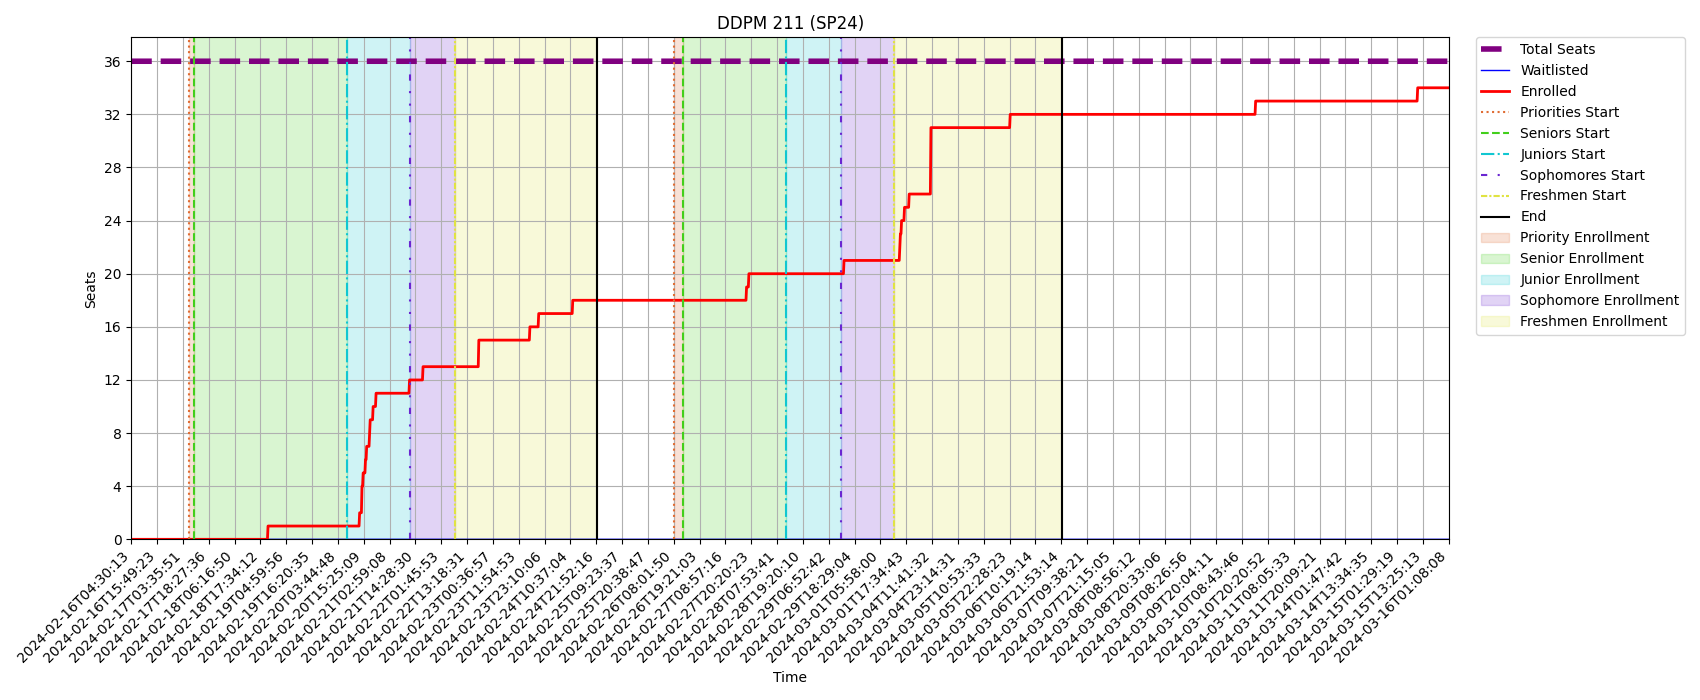 DDPM 211 (SP24)
Seats
36
32
28
24
20
16
12
8
4
0
2024-02-16T04:30:13
2024-02-16T15:49:23
2024-02-17T03:35:51
2024-02-17T18:27:36
2024-02-18T06:16:50
2024-02-18T17:34:12
2024-02-19T04:59:56
2024-02-19T16:20:35
2024-02-20T03:44:48
2024-02-20T15:25:09
2024-02-21T02:59:08
2024-02-21T14:28:30
2024-02-22T01:45:53
2024-02-22T13:18:31
2024-02-23T00:36:57
2024-02-23T11:54:53
2024-02-23T23:10:06
2024-02-24T10:37:04
2024-02-24T21:52:16
2024-02-25T09:23:37
2024-02-25T20:38:47
2024-02-26T08:01:50
2024-02-26T19:21:03
2024-02-27T08:57:16
2024-02-27T20:20:23
2024-02-28T07:53:41
2024-02-28T19:20:10
2024-02-29T06:52:42
2024-02-29T18:29:04
2024-03-01T05:58:00
2024-03-01T17:34:43
2024-03-04T11:41:32
2024-03-04T23:14:31
2024-03-05T10:53:33
2024-03-05T22:28:23
2024-03-06T10:19:14
2024-03-06T21:53:14
2024-03-07T09:38:21
2024-03-07T21:15:05
2024-03-08T08:56:12
2024-03-08T20:33:06
2024-03-09T08:26:56
2024-03-09T20:04:11
2024-03-10T08:43:46
2024-03-10T20:20:52
2024-03-11T08:05:33
2024-03-11T20:09:21
2024-03-14T01:47:42
2024-03-14T13:34:35
2024-03-15T01:29:19
2024-03-15T13:25:13
2024-03-16T01:08:08
Time
Total Seats
Waitlisted
Enrolled
Priorities Start
Seniors Start
Juniors Start
Sophomores Start
Freshmen Start
End
Priority Enrollment
Senior Enrollment
Junior Enrollment
Sophomore Enrollment
Freshmen Enrollment